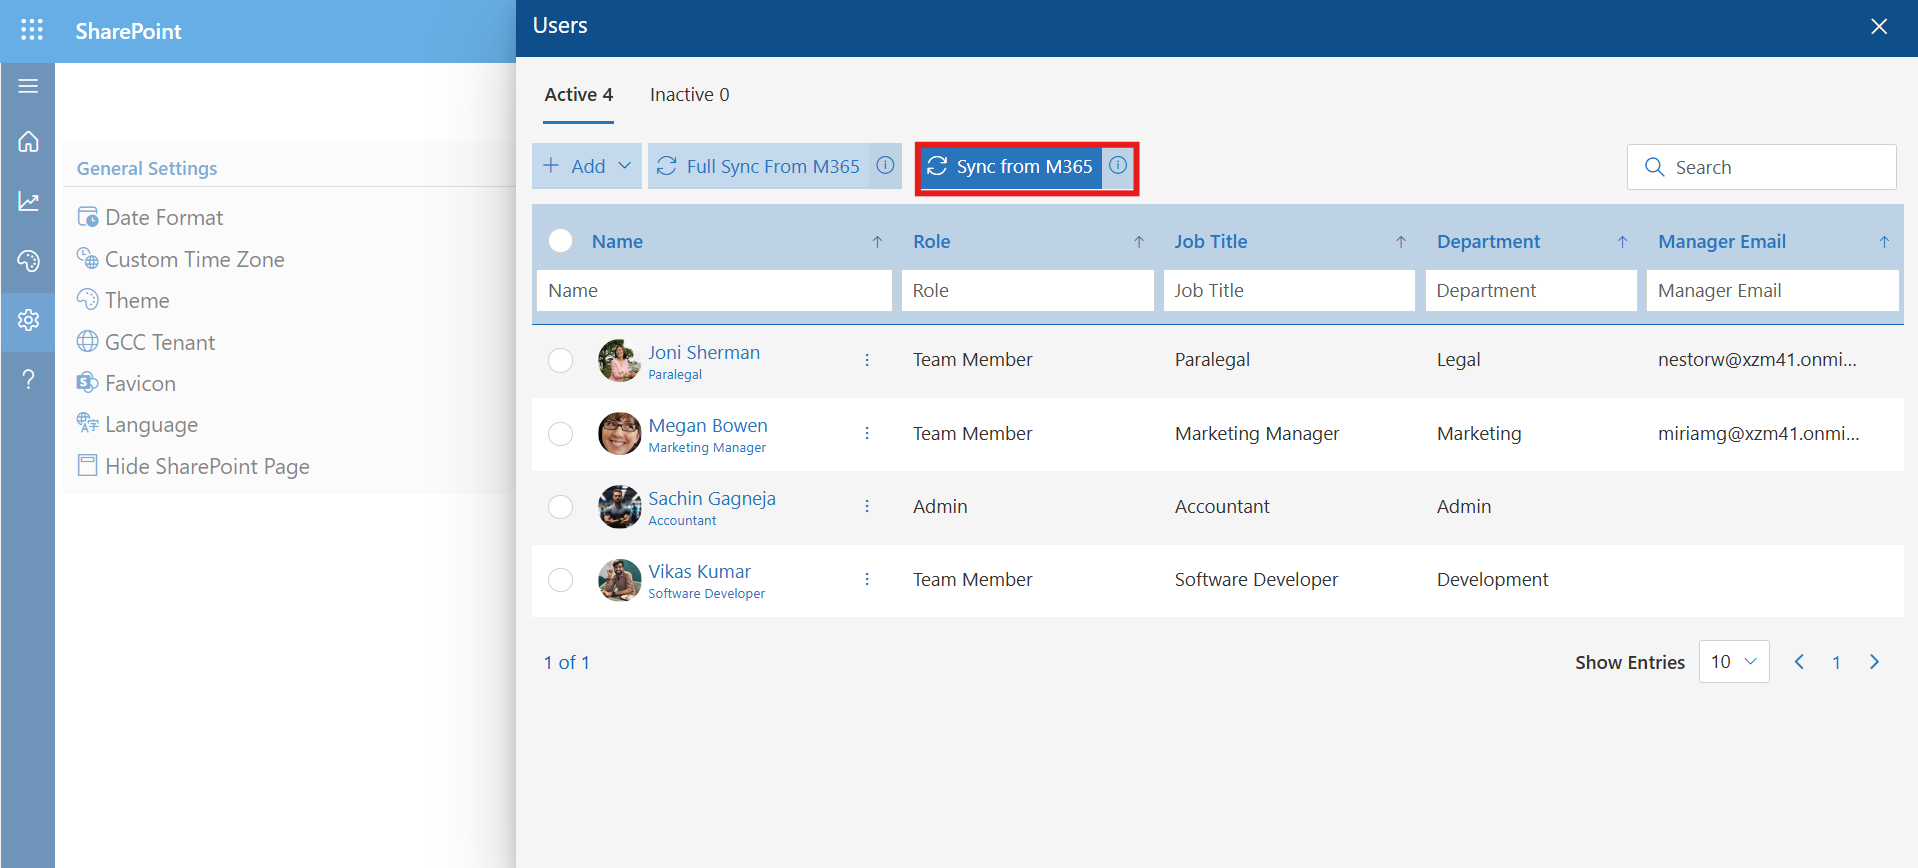 SharePoint
Users
Active 4 Inactive 0
Add Full Sync From M365 Sync from M365 Search
General Settings
Date Format
Custom Time Zone
Theme
GCC Tenant
Favicon
Language
Hide SharePoint Page
Name Role Job Title Department Manager Email
Name Role Job Title Department Manager Email
Joni Sherman
Paralegal
Team Member Paralegal Legal nestorw@xzm41.onmi...
Megan Bowen
Marketing Manager
Team Member Marketing Manager Marketing miriamg@xzm41.onmi...
Sachin Gagneja
Accountant
Admin Accountant Admin
Vikas Kumar
Software Developer
Team Member Software Developer Development
1 of 1 Show Entries 10 1